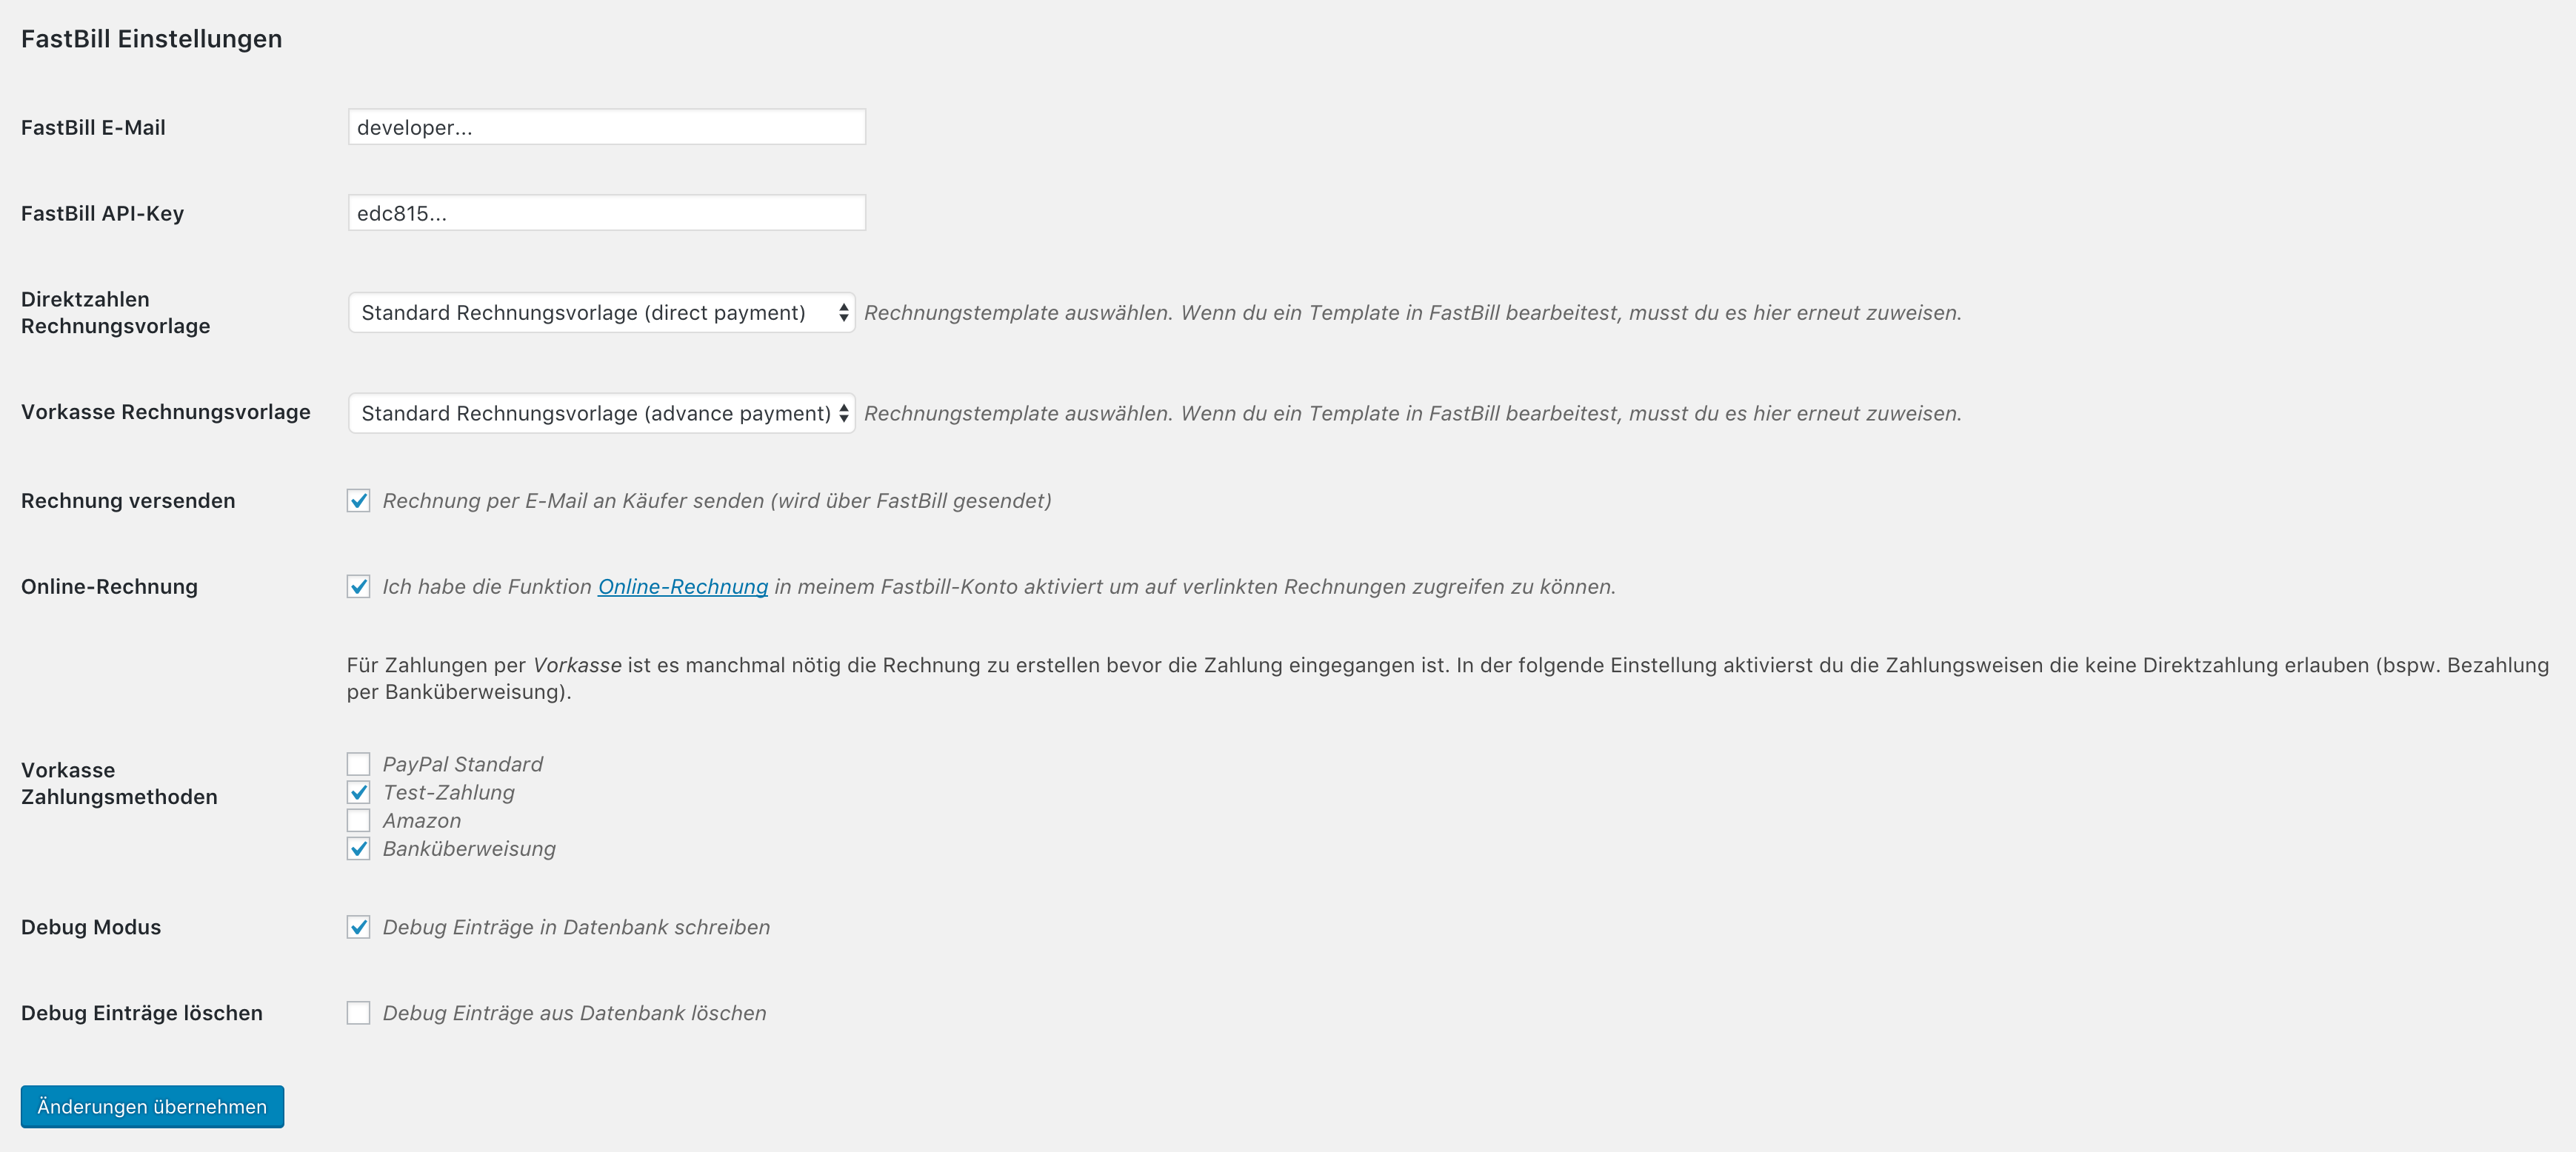 FastBill Einstellungen
FastBill E-Mail
developer...
FastBill API-Key
edc815...
Direktzahlen
Rechnungsvorlage
Standard Rechnungsvorlage (direct payment)
Rechnungstemplate auswählen. Wenn du ein Template in FastBill bearbeitest, musst du es hier erneut zuweisen.
Vorkasse Rechnungsvorlage
Standard Rechnungsvorlage (advance payment)
Rechnungstemplate auswählen. Wenn du ein Template in FastBill bearbeitest, musst du es hier erneut zuweisen.
Rechnung versenden
Rechnung per E-Mail an Käufer senden (wird über FastBill gesendet)
Online-Rechnung
Ich habe die Funktion Online-Rechnung in meinem Fastbill-Konto aktiviert um auf verlinkten Rechnungen zugreifen zu können.
Für Zahlungen per Vorkasse ist es manchmal nötig die Rechnung zu erstellen bevor die Zahlung eingegangen ist. In der folgende Einstellung aktivierst du die Zahlungsweisen die keine Direktzahlung erlauben (bspw. Bezahlung
per Banküberweisung).
Vorkasse
Zahlungsmethoden
PayPal Standard
Test-Zahlung
Amazon
Banküberweisung
Debug Modus
Debug Einträge in Datenbank schreiben
Debug Einträge löschen
Debug Einträge aus Datenbank löschen
Änderungen übernehmen